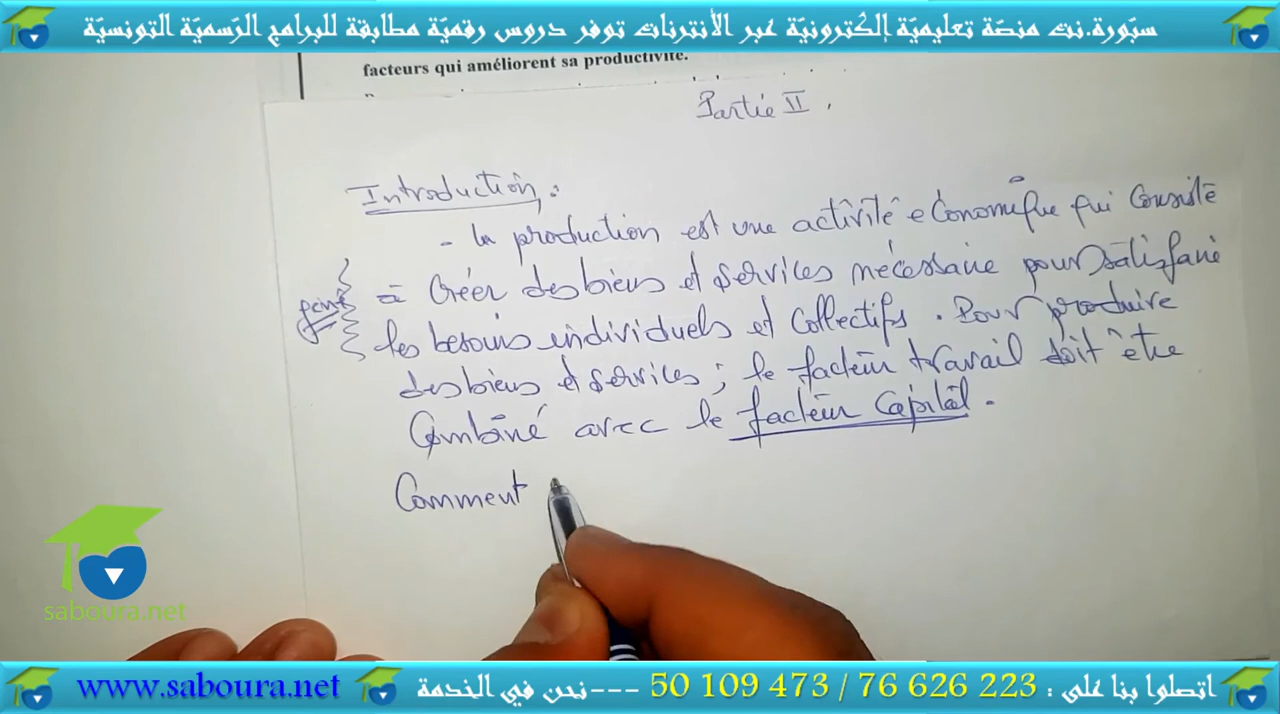 سبّورة.نت منصّة تعليميّة إلكترونيّة عبر الأنترنات توفر دروس رقميّة مطابقة للبرامج الرّسميّة التونسيّة
facteurs qui améliorent sa productivité.
Partie II.
Introduction :
- la production est une activité économique qui consiste
à créer des biens et services nécessaire pour satisfaire
les besoins individuels et collectifs. Pour produire
des biens et services; le facteur travail doit être
Combiné avec le facteur capital.
Comment
saboura.net
www.saboura.net
اتصلوا بنا على : 223 626 76 / 473 109 50 ---نحن في الخدمة